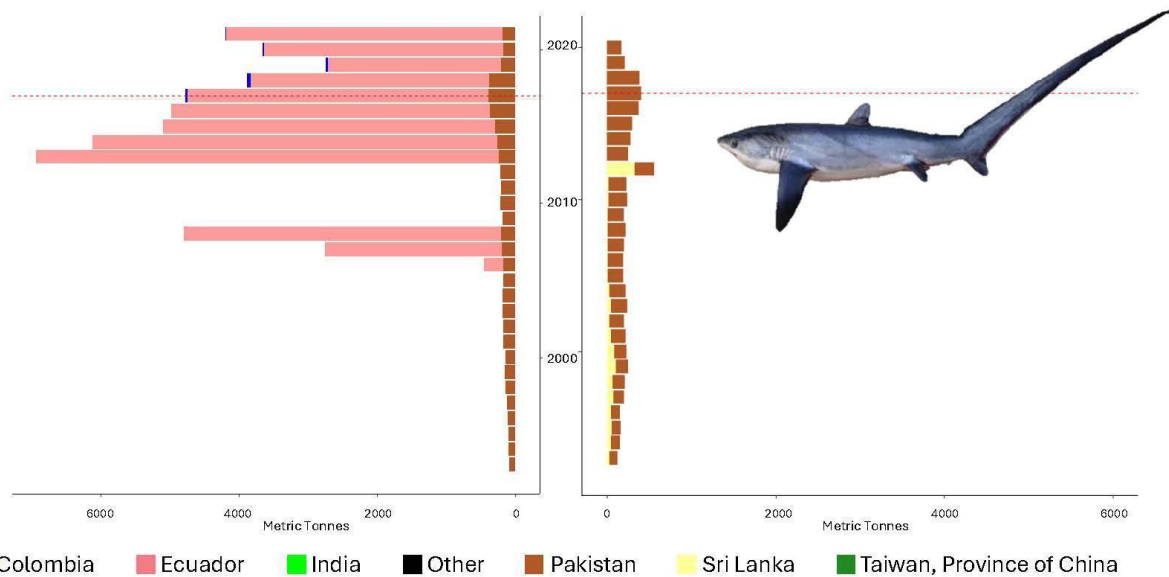 2020
2010
2000
6000 4000 2000 0 0 2000 4000 6000
Metric Tonnes Metric Tonnes
Colombia Ecuador India Other Pakistan Sri Lanka Taiwan, Province of China